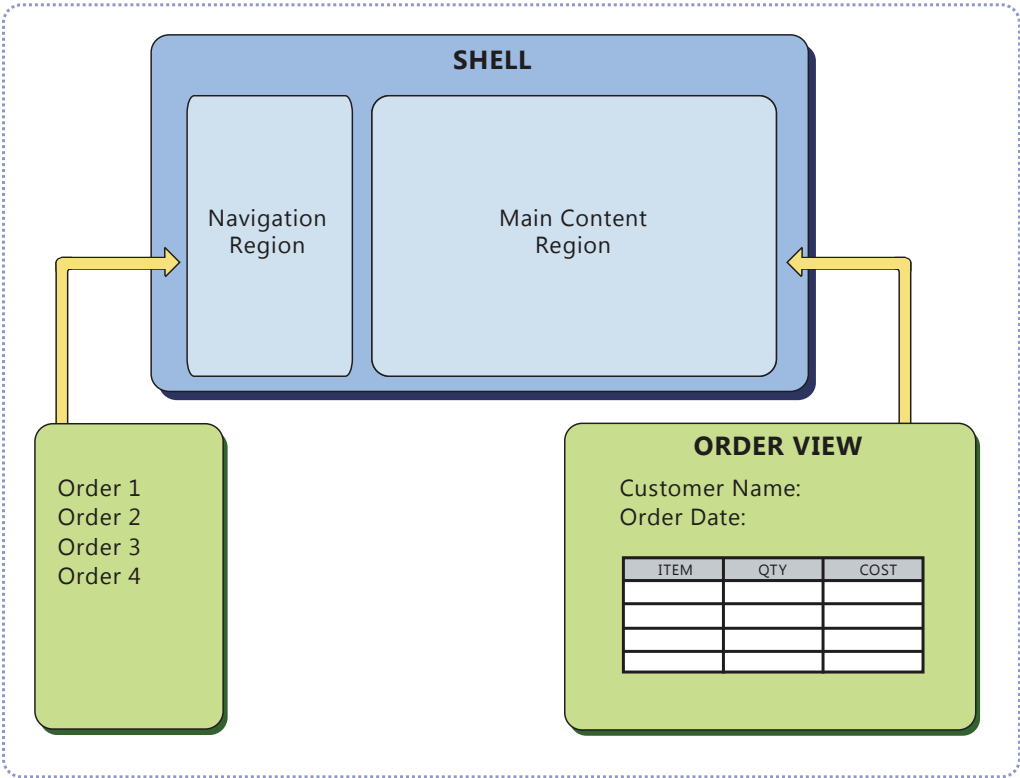 SHELL
Navigation
Region
Main Content
Region
Order 1
Order 2
Order 3
Order 4
ORDER VIEW
Customer Name:
Order Date:
ITEM QTY COST